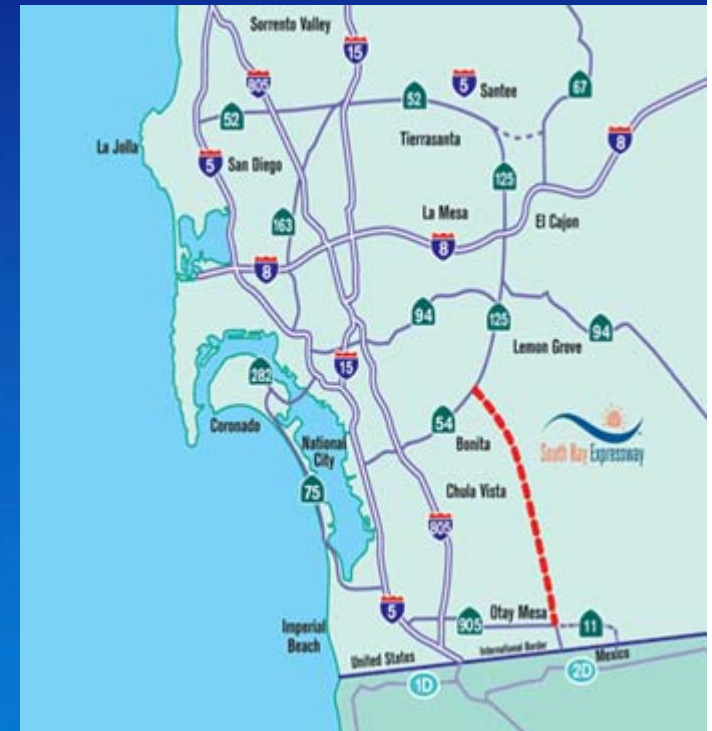 Sorrento Valley
15
805
5
Santee
67
52
52
8
La Jolla
Tierrasanta
5
San Diego
125
163
La Mesa
El Cajon
8
8
94
125
94
Lemon Grove
15
282
Coronado
54
South Bay Expressway
National
City
Bonita
75
Chula Vista
805
5
Otay Mesa
905
11
Imperial
Beach
International Border
United States
Mexico
1D
2D